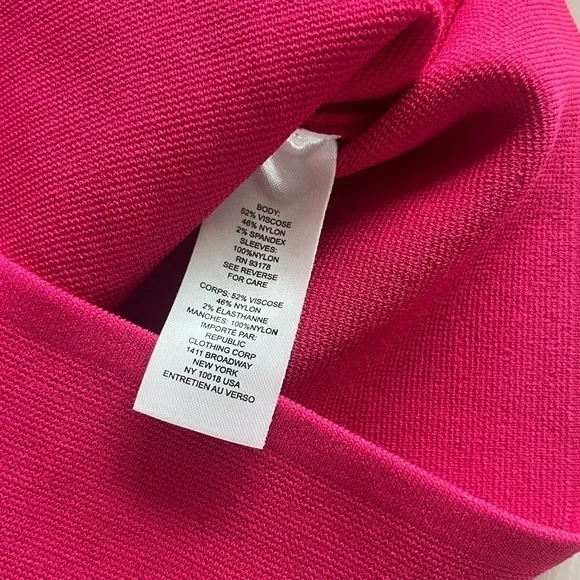 BODY:
52% VISCOSE
46% NYLON
2% SPANDEX
SLEEVES:
100%NYLON
RN 93178
SEE REVERSE
FOR CARE
CORPS: 52% VISCOSE
46% NYLON
2% ÉLASTHANNE
MANCHES: 100%NYLON
IMPORTÉ PAR:
REPUBLIC
CLOTHING CORP
1411 BROADWAY
NEW YORK
NY 10018 USA
ENTRETIEN AU VERSO